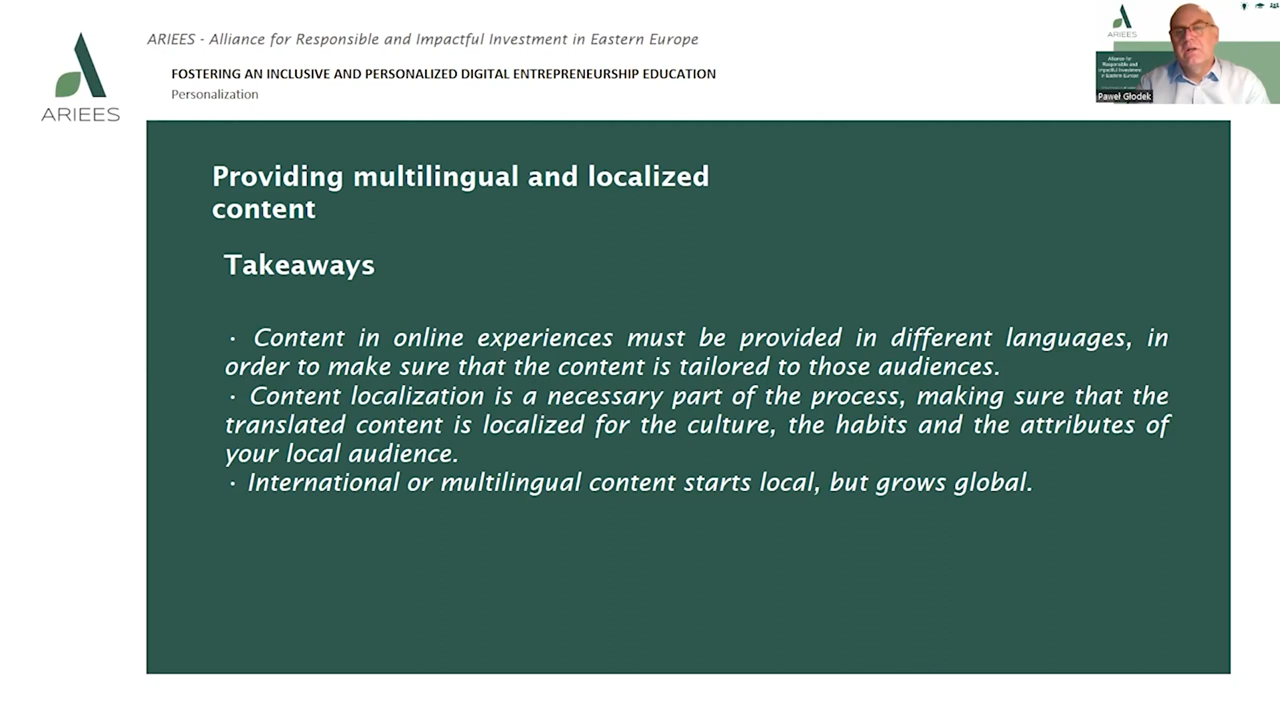 ARIEES - Alliance for Responsible and Impactful Investment in Eastern Europe
FOSTERING AN INCLUSIVE AND PERSONALIZED DIGITAL ENTREPRENEURSHIP EDUCATION
Personalization
ARIEES
ARIEES
Alliance for
Responsible and
Impactful Investment
in Eastern Europe
Paweł Głodek
Providing multilingual and localized
content
Takeaways
· Content in online experiences must be provided in different languages, in
order to make sure that the content is tailored to those audiences.
· Content localization is a necessary part of the process, making sure that the
translated content is localized for the culture, the habits and the attributes of
your local audience.
· International or multilingual content starts local, but grows global.